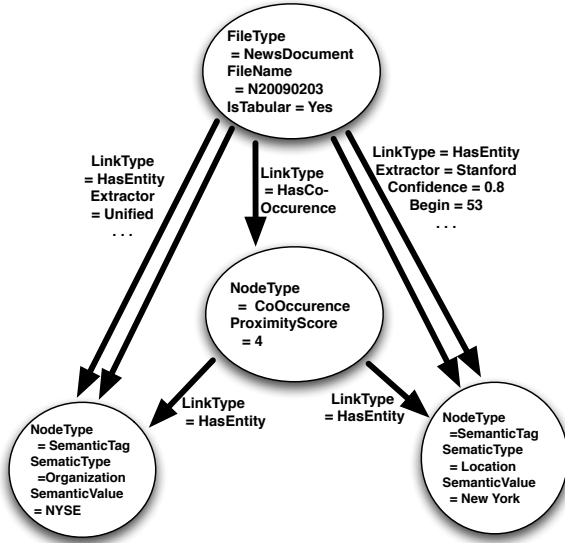 FileType
= NewsDocument
FileName
= N20090203
IsTabular = Yes
LinkType
= HasEntity
Extractor
= Unified
. . .
LinkType
= HasCo-
Occurence
LinkType = HasEntity
Extractor = Stanford
Confidence = 0.8
Begin = 53
. . .
NodeType
= CoOccurence
ProximityScore
= 4
LinkType
= HasEntity
LinkType
= HasEntity
NodeType
= SemanticTag
SematicType
=Organization
SemanticValue
= NYSE
NodeType
=SemanticTag
SematicType
= Location
SemanticValue
= New York